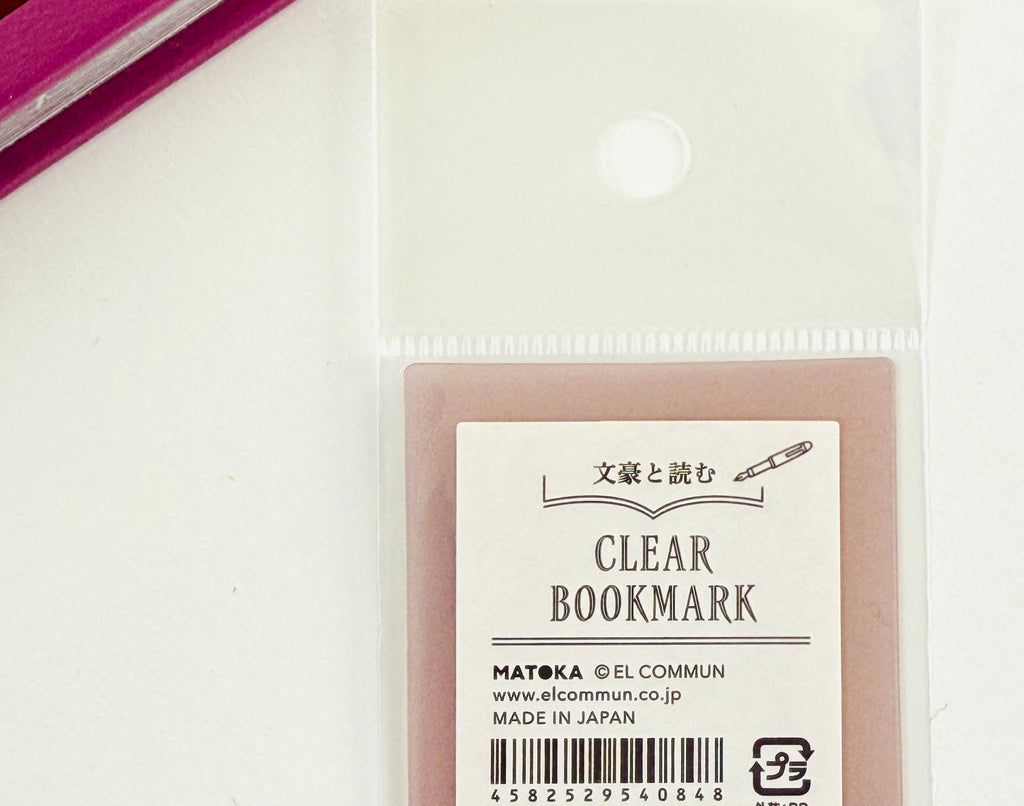 文豪と読む
CLEAR
BOOKMARK
MATOKA © EL COMMUN
www.elcommun.co.jp
MADE IN JAPAN
プラ
4582529540848